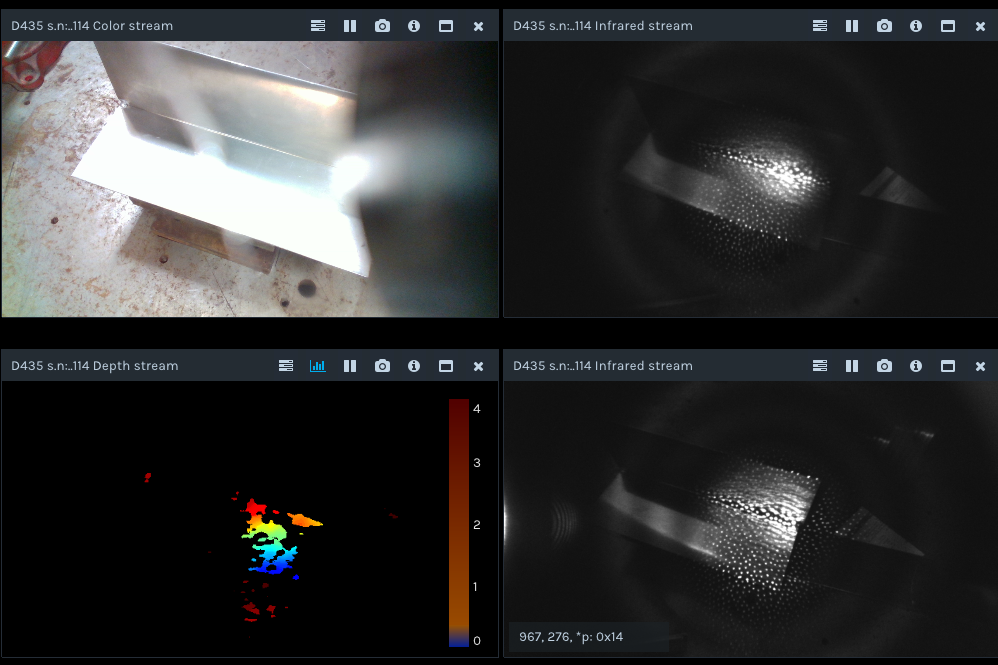 D435 s.n:..114 Color stream
D435 s.n:..114 Infrared stream
D435 s.n:..114 Depth stream
4
3
2
1
0
D435 s.n:..114 Infrared stream
967, 276, *p: 0x14